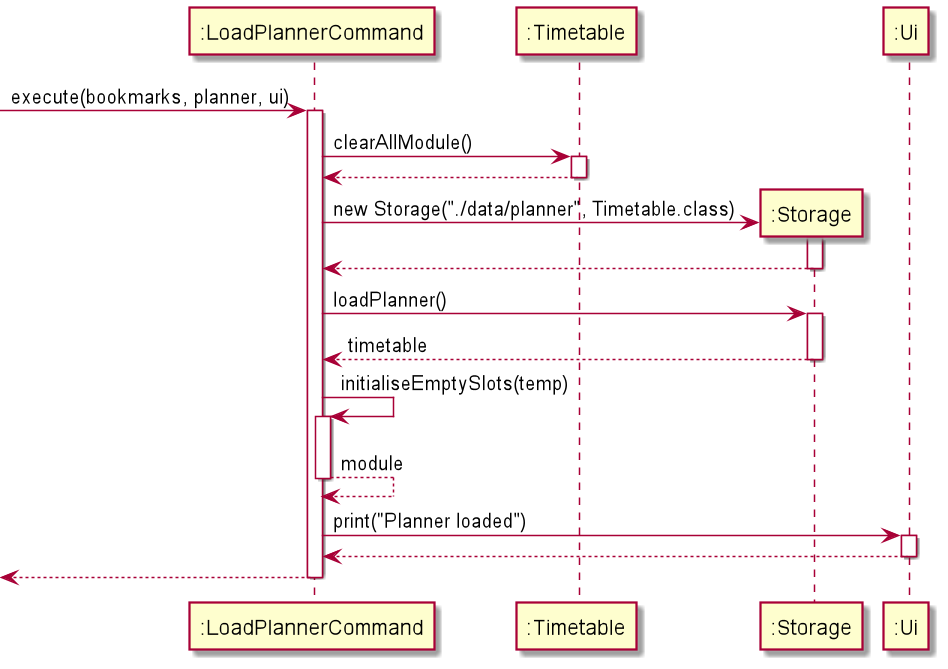 :LoadPlannerCommand :Timetable :Ui
execute(bookmarks, planner, ui)
clearAllModule()
new Storage("./data/planner", Timetable.class)
:Storage
loadPlanner()
timetable
initialiseEmptySlots(temp)
module
print("Planner loaded")
:LoadPlannerCommand :Timetable :Storage :Ui